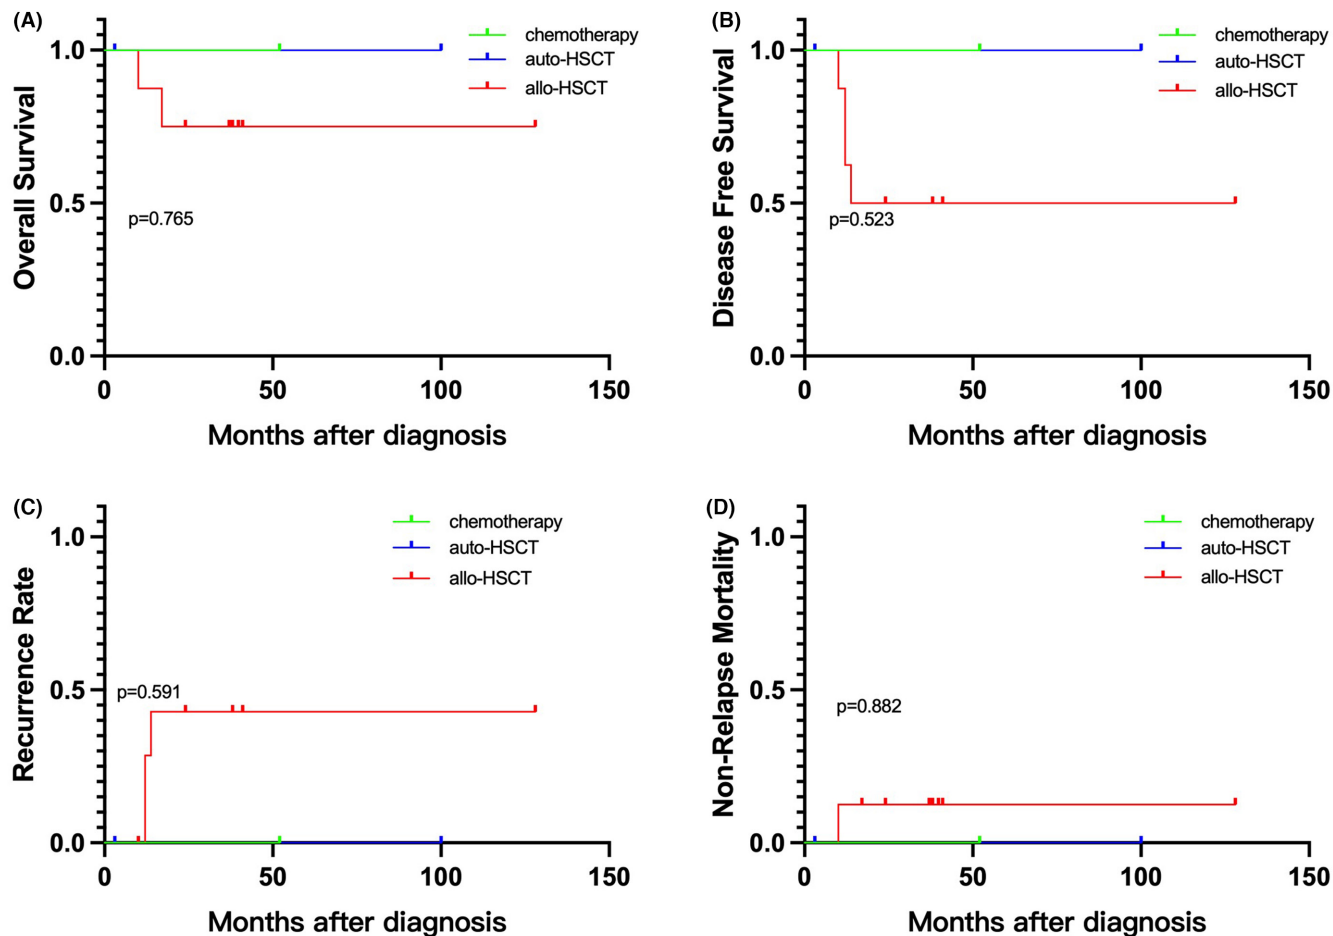 (A)
Overall Survival
1.0
0.5
0.0
0
50
100
150
Months after diagnosis
chemotherapy
auto-HSCT
allo-HSCT
p=0.765
(B)
Disease Free Survival
1.0
0.5
0.0
0
50
100
150
Months after diagnosis
chemotherapy
auto-HSCT
allo-HSCT
p=0.523
(C)
Recurrence Rate
1.0
0.5
0.0
0
50
100
150
Months after diagnosis
chemotherapy
auto-HSCT
allo-HSCT
p=0.591
(D)
Non-Relapse Mortality
1.0
0.5
0.0
0
50
100
150
Months after diagnosis
chemotherapy
auto-HSCT
allo-HSCT
p=0.882